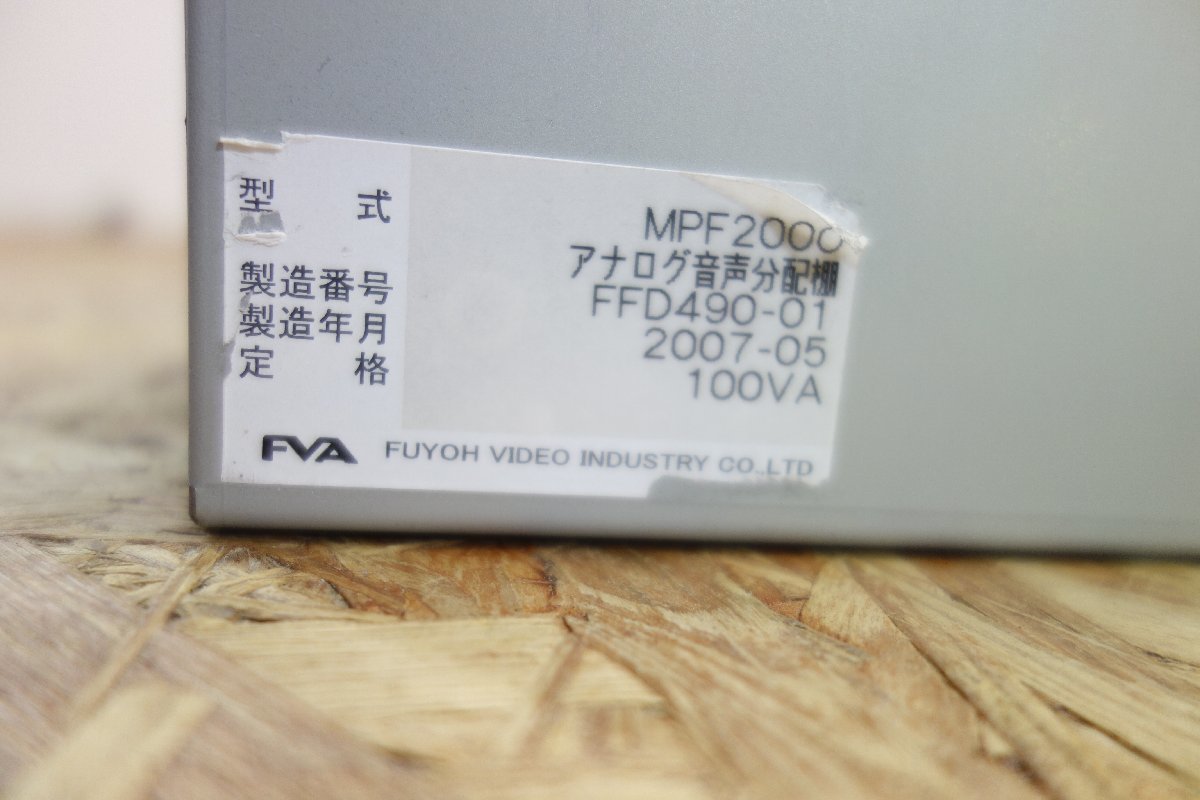 型 式 MPF2000
アナログ音声分配棚
製造番号 FFD490-01
製造年月 2007-05
定 格 100VA
FVA FUYOH VIDEO INDUSTRY CO.,LTD